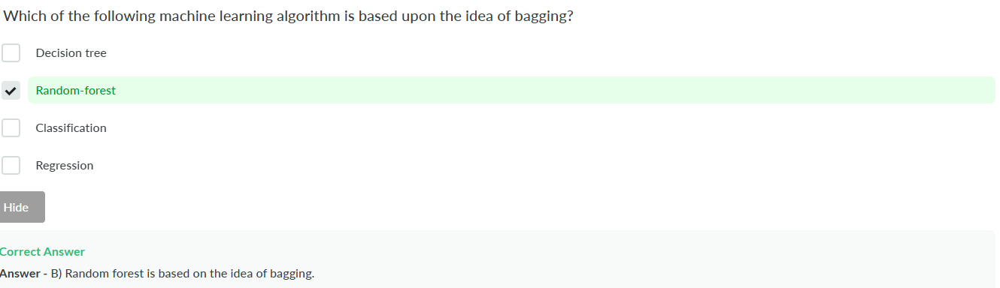 Which of the following machine learning algorithm is based upon the idea of bagging?
Decision tree
Random-forest
Classification
Regression
Hide
Correct Answer
Answer - B) Random forest is based on the idea of bagging.